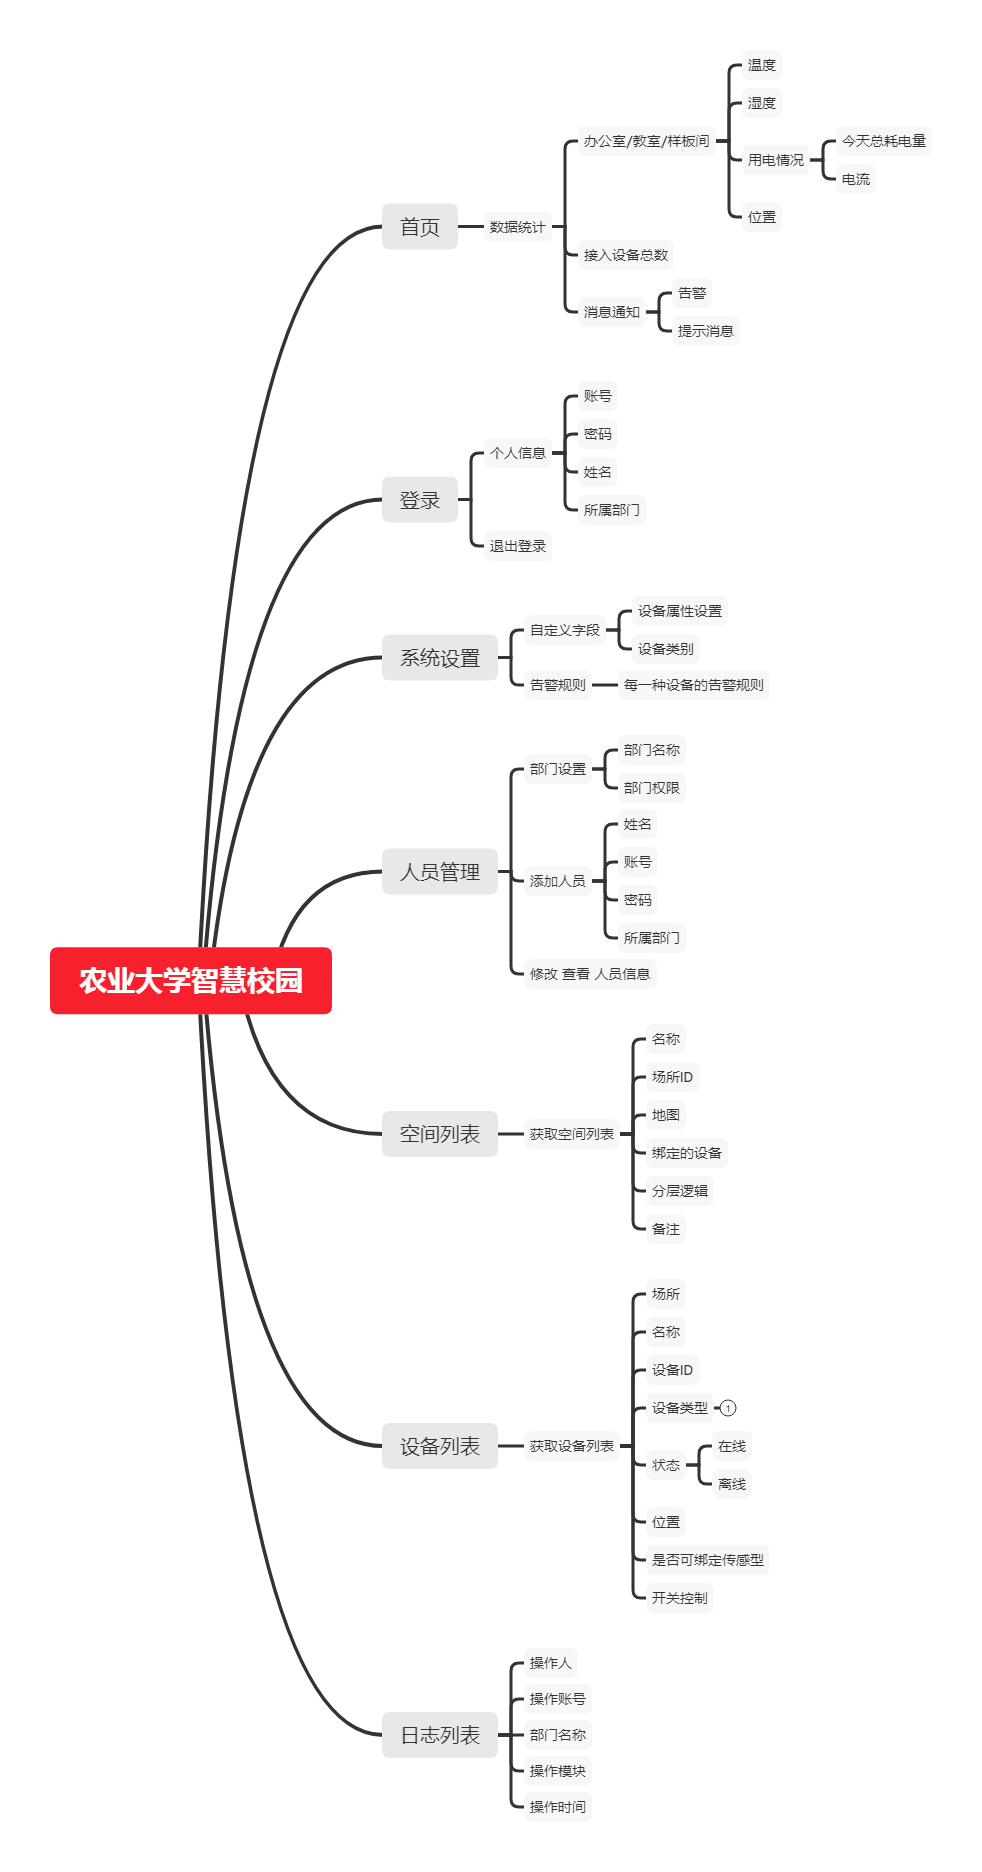 农业大学智慧校园
首页
数据统计
办公室/教室/样板间
温度
湿度
用电情况
今天总耗电量
电流
位置
接入设备总数
消息通知
告警
提示消息
登录
个人信息
账号
密码
姓名
所属部门
退出登录
系统设置
自定义字段
设备属性设置
设备类别
告警规则
每一种设备的告警规则
人员管理
部门设置
部门名称
部门权限
添加人员
姓名
账号
密码
所属部门
修改 查看 人员信息
空间列表
获取空间列表
名称
场所ID
地图
绑定的设备
分层逻辑
备注
设备列表
获取设备列表
场所
名称
设备ID
设备类型
1
状态
在线
离线
位置
是否可绑定传感型
开关控制
日志列表
操作人
操作账号
部门名称
操作模块
操作时间